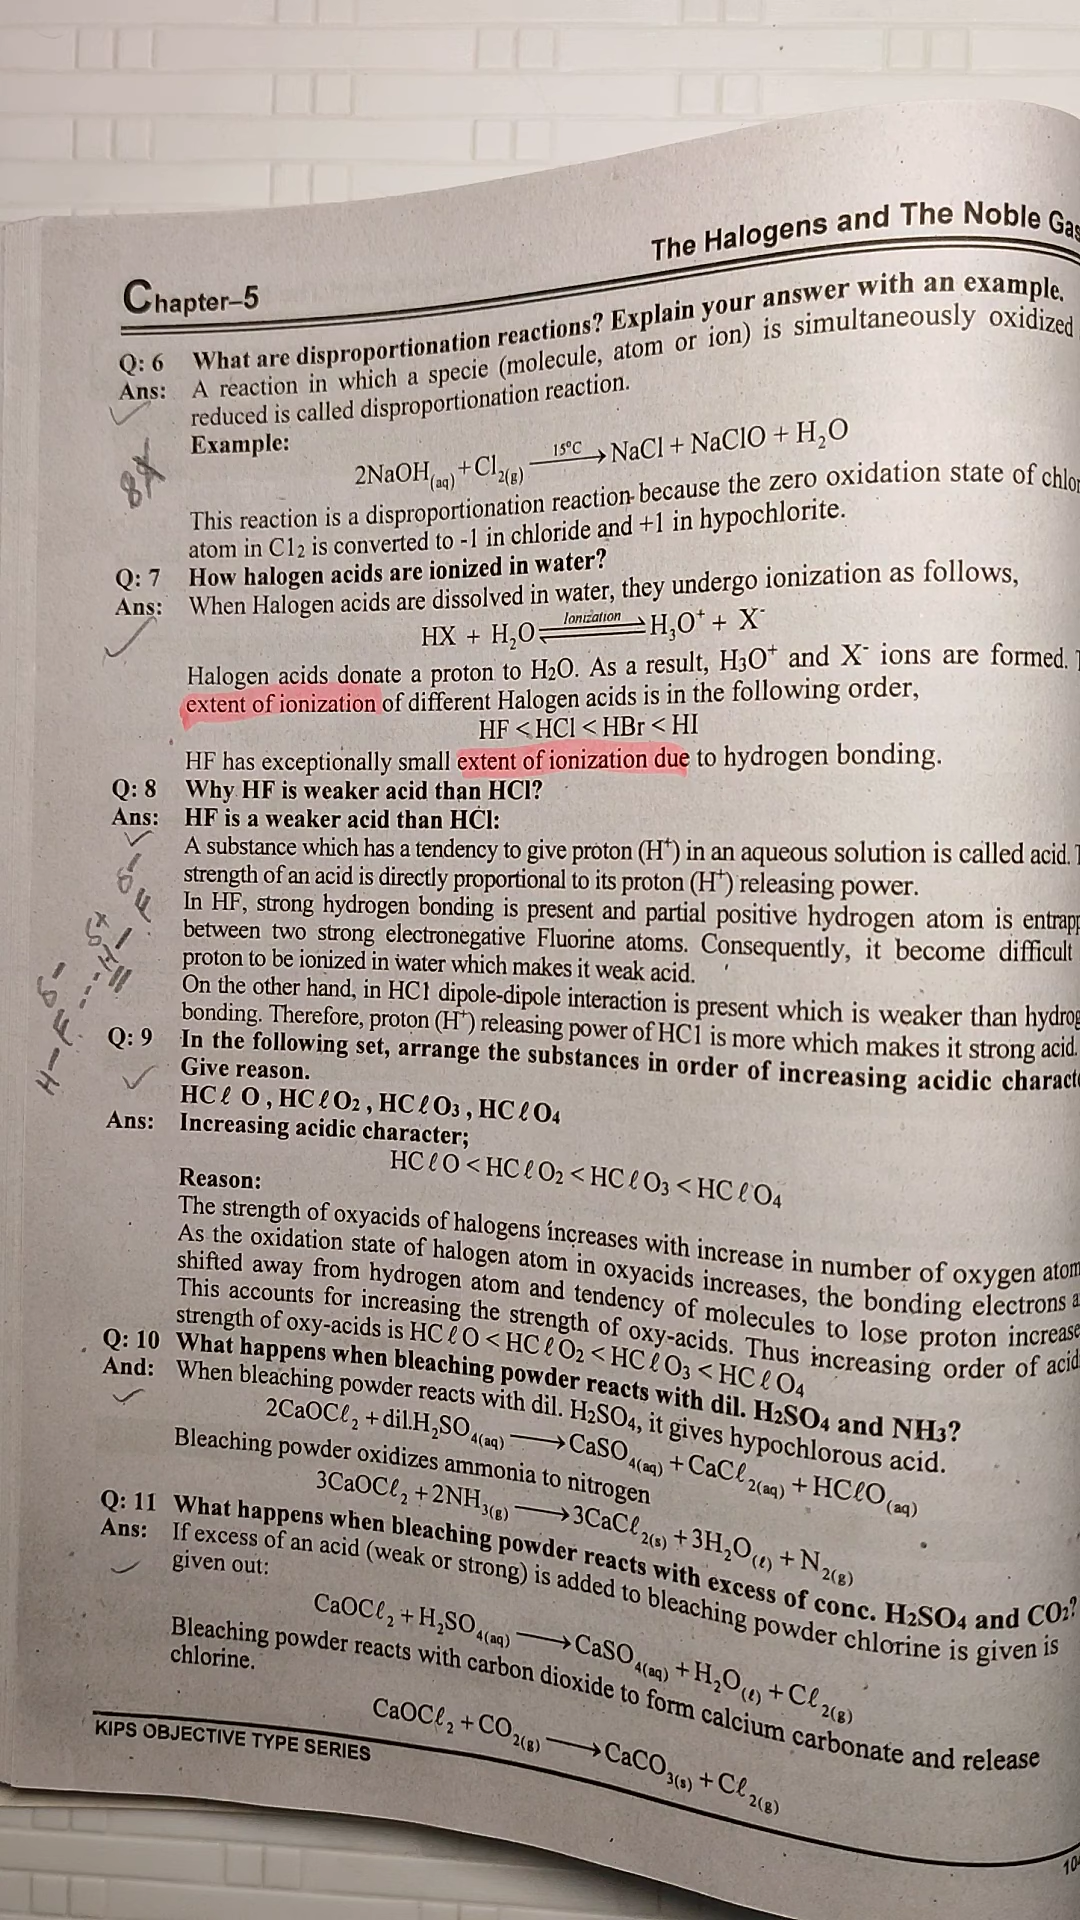 The Halogens and The Noble Gas
Chapter–5
Q: 6 What are disproportionation reactions? Explain your answer with an example.
Ans: A reaction in which a specie (molecule, atom or ion) is simultaneously oxidized
reduced is called disproportionation reaction.
Example:
2NaOH(aq) + Cl2(g) 15°C → NaCl + NaClO + H₂O
This reaction is a disproportionation reaction because the zero oxidation state of chlor
atom in C1₂ is converted to -1 in chloride and +1 in hypochlorite.
Q: 7 How halogen acids are ionized in water?
Ans: When Halogen acids are dissolved in water, they undergo ionization as follows,
HX + H₂O Ionization ⇌ H₃O⁺ + X⁻
Halogen acids donate a proton to H₂O. As a result, H₃O⁺ and X⁻ ions are formed.
extent of ionization of different Halogen acids is in the following order,
HF < HCl < HBr < HI
HF has exceptionally small extent of ionization due to hydrogen bonding.
Q: 8 Why HF is weaker acid than HCl?
Ans: HF is a weaker acid than HCl:
A substance which has a tendency to give proton (H⁺) in an aqueous solution is called acid.
strength of an acid is directly proportional to its proton (H⁺) releasing power.
In HF, strong hydrogen bonding is present and partial positive hydrogen atom is entrapp
between two strong electronegative Fluorine atoms. Consequently, it become difficult
proton to be ionized in water which makes it weak acid.
On the other hand, in HC1 dipole-dipole interaction is present which is weaker than hydrog
bonding. Therefore, proton (H⁺) releasing power of HC1 is more which makes it strong acid.
Q: 9 In the following set, arrange the substances in order of increasing acidic characte
Give reason.
HCℓ O , HCℓO₂ , HCℓO₃ , HCℓO₄
Ans: Increasing acidic character;
HCℓO < HCℓO₂ < HCℓO₃ < HCℓO₄
Reason:
The strength of oxyacids of halogens increases with increase in number of oxygen atom
As the oxidation state of halogen atom in oxyacids increases, the bonding electrons a
shifted away from hydrogen atom and tendency of molecules to lose proton increase
This accounts for increasing the strength of oxy-acids. Thus increasing order of acid
strength of oxy-acids is HCℓO < HCℓO₂ < HCℓO₃ < HCℓO₄
Q: 10 What happens when bleaching powder reacts with dil. H₂SO₄ and NH₃?
And: When bleaching powder reacts with dil. H₂SO₄, it gives hypochlorous acid.
2CaOCℓ₂ + dil.H₂SO4(aq) → CaSO4(aq) + CaCℓ2(aq) + HCℓO(aq)
Bleaching powder oxidizes ammonia to nitrogen
3CaOCℓ₂ + 2NH3(g) → 3CaCℓ2(s) + 3H₂O(ℓ) + N2(g)
Q: 11 What happens when bleaching powder reacts with excess of conc. H₂SO₄ and CO₂?
Ans: If excess of an acid (weak or strong) is added to bleaching powder chlorine is given is
given out:
CaOCℓ₂ + H₂SO4(aq) → CaSO4(aq) + H₂O(ℓ) + Cℓ2(g)
Bleaching powder reacts with carbon dioxide to form calcium carbonate and release
chlorine.
CaOCℓ₂ + CO2(g) → CaCO3(s) + Cℓ2(g)
KIPS OBJECTIVE TYPE SERIES